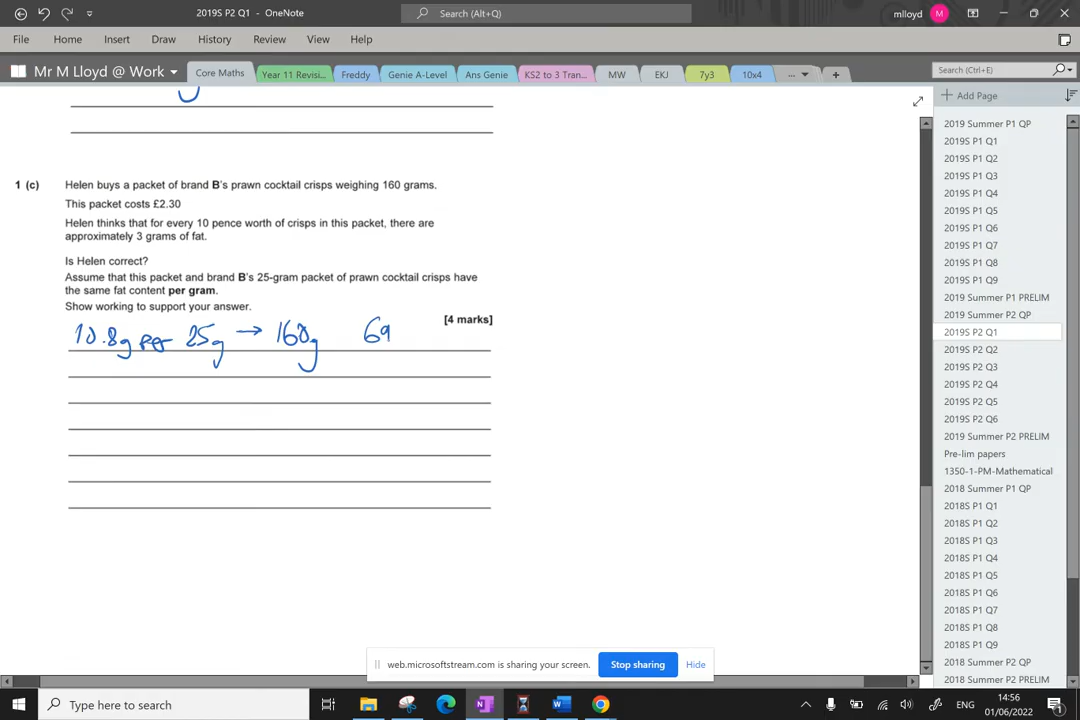 2019S P2 Q1 - OneNote
Search (Alt+Q)
mlloyd
M
File
Home
Insert
Draw
History
Review
View
Help
Mr M Lloyd @ Work
Core Maths
Year 11 Revisi...
Freddy
Genie A-Level
Ans Genie
KS2 to 3 Tran...
MW
EKJ
7y3
10x4
...
Search (Ctrl+E)
Add Page
1 (c)
Helen buys a packet of brand B's prawn cocktail crisps weighing 160 grams.
This packet costs £2.30
Helen thinks that for every 10 pence worth of crisps in this packet, there are
approximately 3 grams of fat.
Is Helen correct?
Assume that this packet and brand B's 25-gram packet of prawn cocktail crisps have
the same fat content per gram.
Show working to support your answer.
[4 marks]
10.8g per 25g → 160g 69
2019 Summer P1 QP
2019S P1 Q1
2019S P1 Q2
2019S P1 Q3
2019S P1 Q4
2019S P1 Q5
2019S P1 Q6
2019S P1 Q7
2019S P1 Q8
2019S P1 Q9
2019 Summer P1 PRELIM
2019 Summer P2 QP
2019S P2 Q1
2019S P2 Q2
2019S P2 Q3
2019S P2 Q4
2019S P2 Q5
2019S P2 Q6
2019 Summer P2 PRELIM
Pre-lim papers
1350-1-PM-Mathematical
2018 Summer P1 QP
2018S P1 Q1
2018S P1 Q2
2018S P1 Q3
2018S P1 Q4
2018S P1 Q5
2018S P1 Q6
2018S P1 Q7
2018S P1 Q8
2018S P1 Q9
2018 Summer P2 QP
2018 Summer P2 PRELIM
web.microsoftstream.com is sharing your screen.
Stop sharing
Hide
Type here to search
ENG
14:56
01/06/2022